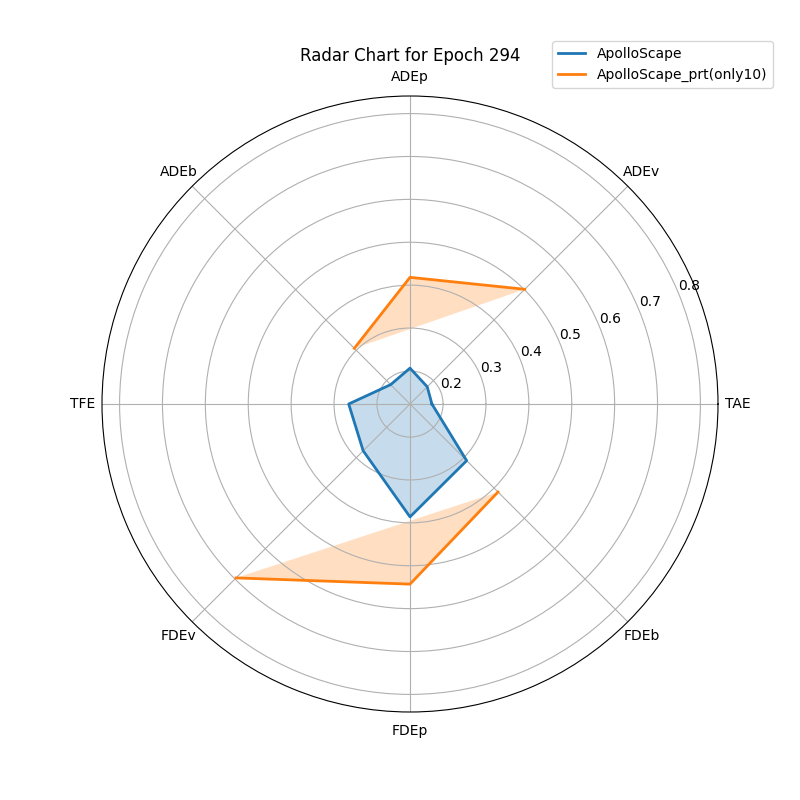 Radar Chart for Epoch 294
ApolloScape
ApolloScape_prt(only10)
ADEp
ADEb
ADEv
TFE
TAE
0.2
0.3
0.4
0.5
0.6
0.7
0.8
FDEv
FDEb
FDEp